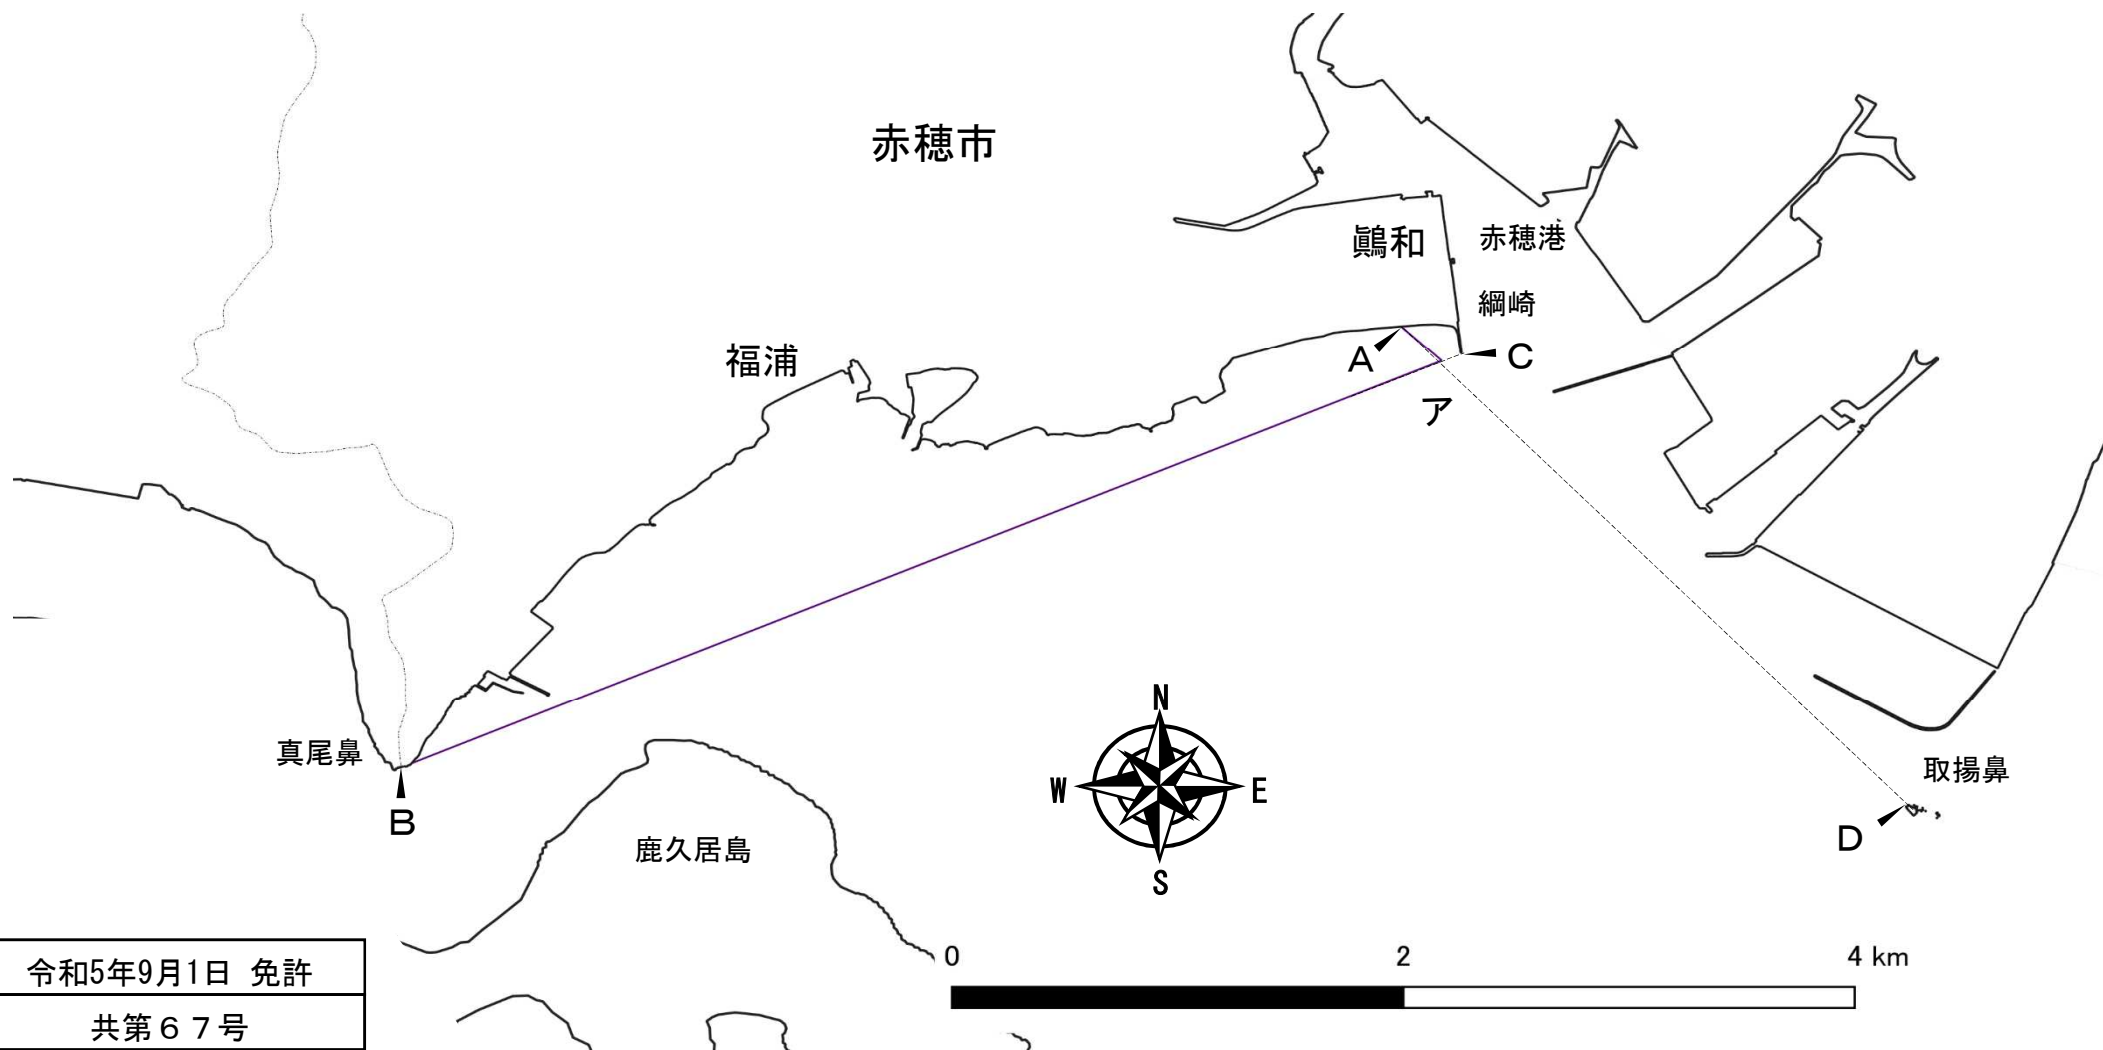 赤穂市
鷏和
赤穂港
綱崎
福浦
A
C
ア
真尾鼻
B
N
W
E
S
取揚鼻
D
鹿久居島
0 2 4 km
令和5年9月1日 免許
共第67号